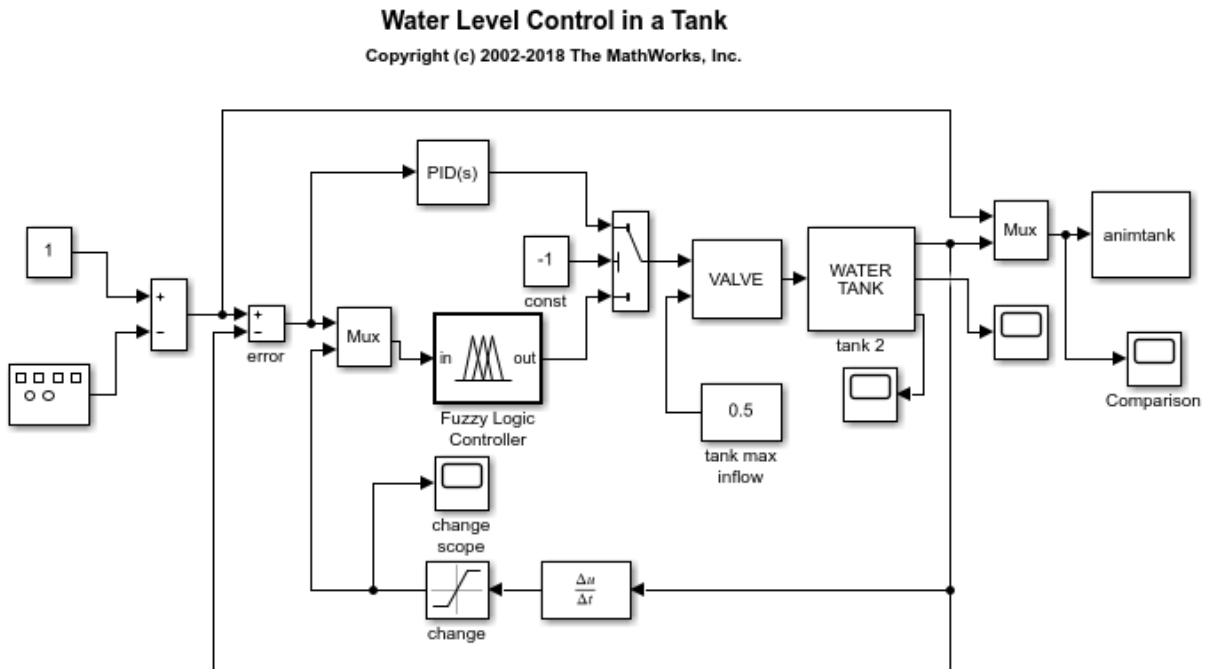 Water Level Control in a Tank
Copyright (c) 2002-2018 The MathWorks, Inc.
PID(s)
1
+
−
+
−
error
Mux
in
out
Fuzzy Logic
Controller
-1
const
VALVE
WATER
TANK
tank 2
Mux
animtank
Comparison
0.5
tank max
inflow
change
scope
change
Δu
Δt